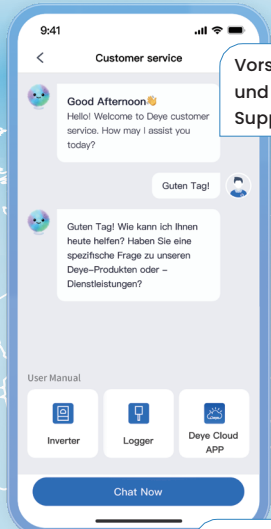 9:41
Customer service
Vors
und
Supp
Good Afternoon👋
Hello! Welcome to Deye customer
service. How may I assist you
today?
Guten Tag!
Guten Tag! Wie kann ich Ihnen
heute helfen? Haben Sie eine
spezifische Frage zu unseren
Deye-Produkten oder -
Dienstleistungen?
User Manual
Inverter
Logger
Deye Cloud
APP
Chat Now